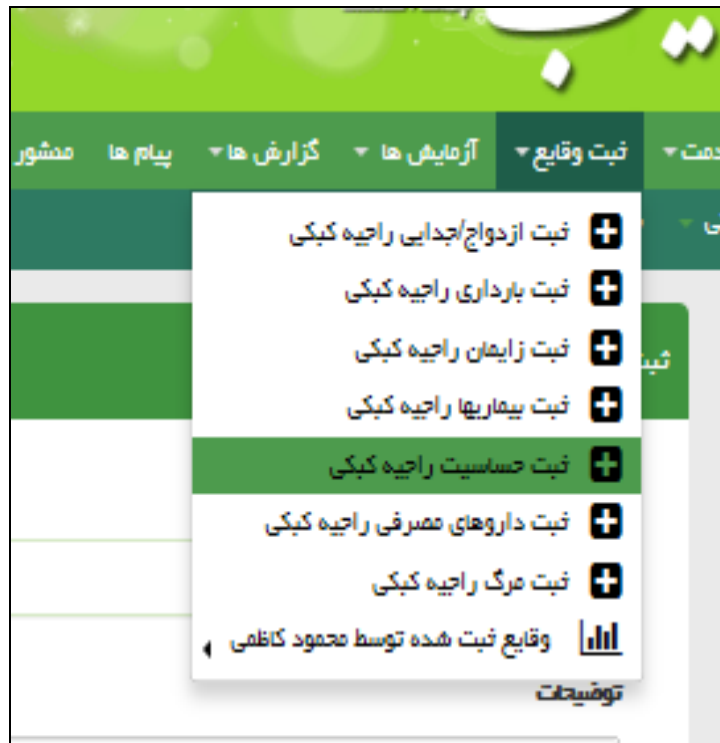 یب
ثبت وقایع
آزمایش ها
گزارش ها
پیام ها
ثبت ازدواج/جدایی راجیه کبکی
ثبت بارداری راجیه کبکی
ثبت زایمان راجیه کبکی
ثبت بیماریها راجیه کبکی
ثبت حساسیت راجیه کبکی
ثبت داروهای مصرفی راجیه کبکی
ثبت مرگ راجیه کبکی
وقایع ثبت شده توسط محمود کاظمی
توضیحات